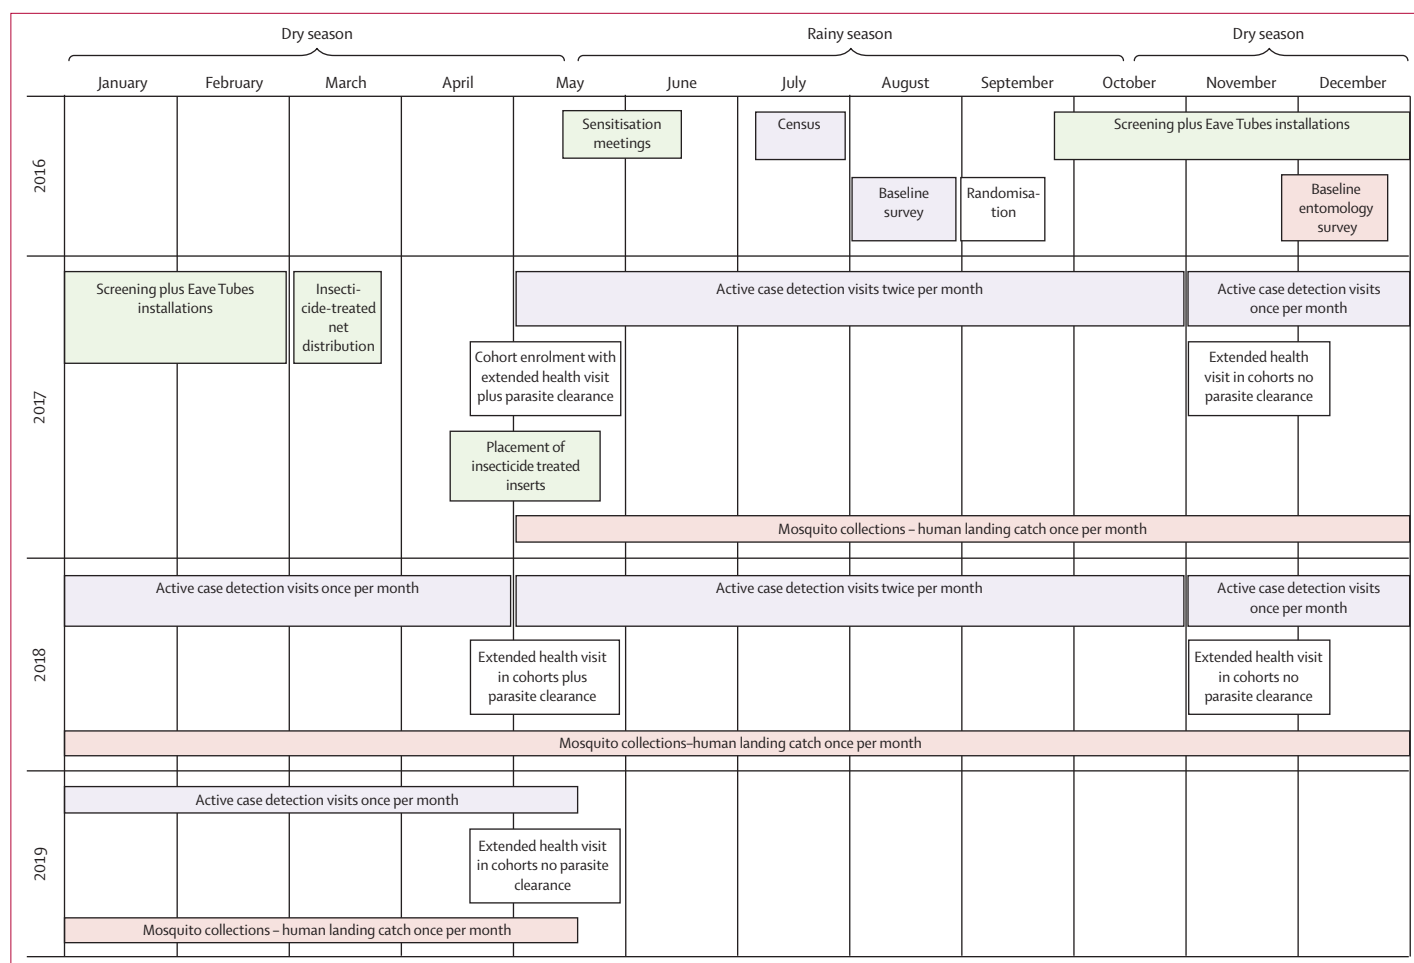 Dry season
Rainy season
Dry season
January
February
March
April
May
June
July
August
September
October
November
December
2016
Sensitisation
meetings
Census
Screening plus Eave Tubes installations
Baseline
survey
Randomisa-
tion
Baseline
entomology
survey
2017
Screening plus Eave Tubes
installations
Insecti-
cide-treated
net
distribution
Active case detection visits twice per month
Active case detection visits
once per month
Cohort enrolment with
extended health visit
plus parasite clearance
Extended health
visit in cohorts no
parasite clearance
Placement of
insecticide treated
inserts
Mosquito collections – human landing catch once per month
2018
Active case detection visits once per month
Active case detection visits twice per month
Active case detection visits
once per month
Extended health visit
in cohorts plus
parasite clearance
Extended health visit
in cohorts no
parasite clearance
Mosquito collections–human landing catch once per month
2019
Active case detection visits once per month
Extended health visit
in cohorts no parasite
clearance
Mosquito collections – human landing catch once per month